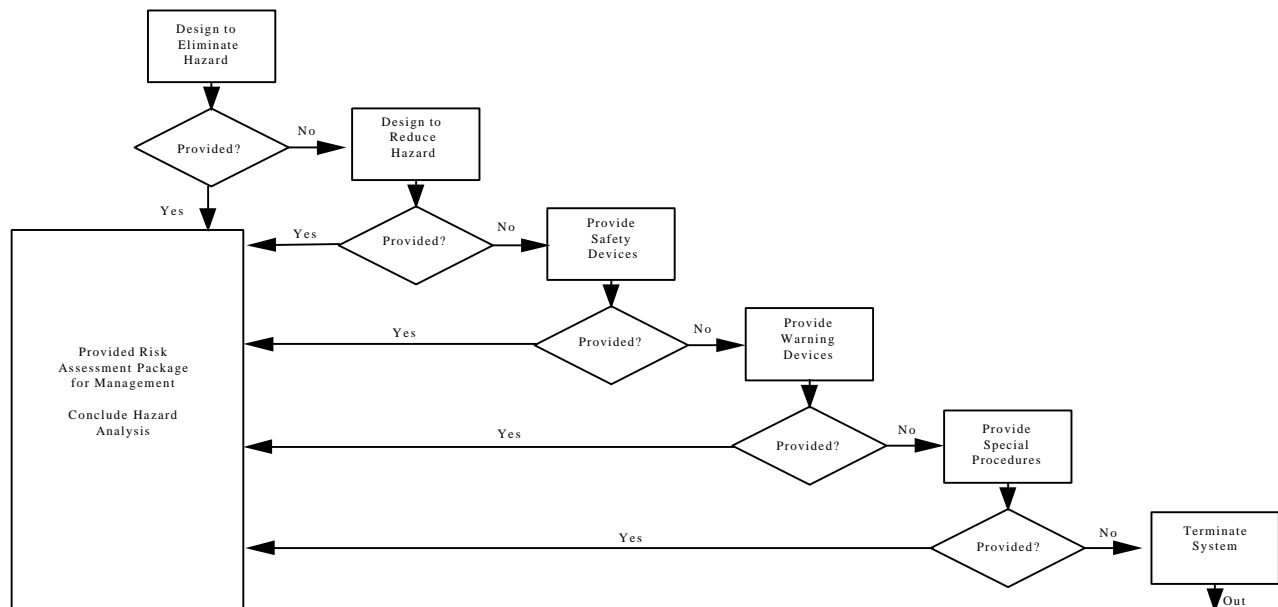 Design to
Eliminate
Hazard
Provided?
No
Yes
Design to
Reduce
Hazard
Provided?
Yes
No
Provide
Safety
Devices
Provided?
Yes
No
Provide
Warning
Devices
Provided?
Yes
No
Provide
Special
Procedures
Provided?
Yes
No
Terminate
System
Out
Provided Risk
Assessment Package
for Management
Conclude Hazard
Analysis